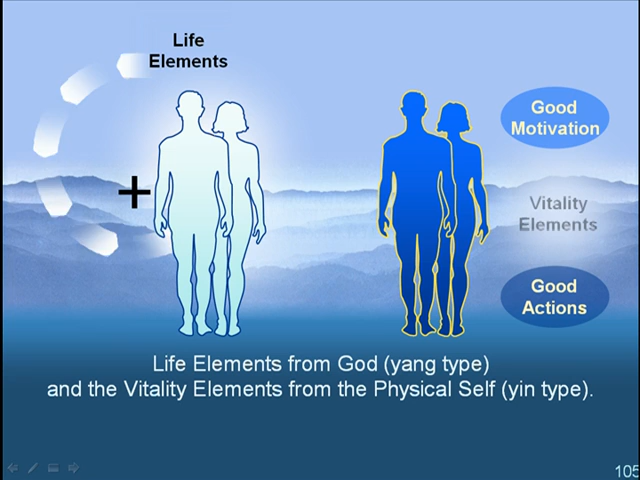 Life
Elements
Good
Motivation
+
Vitality
Elements
Good
Actions
Life Elements from God (yang type)
and the Vitality Elements from the Physical Self (yin type).
105